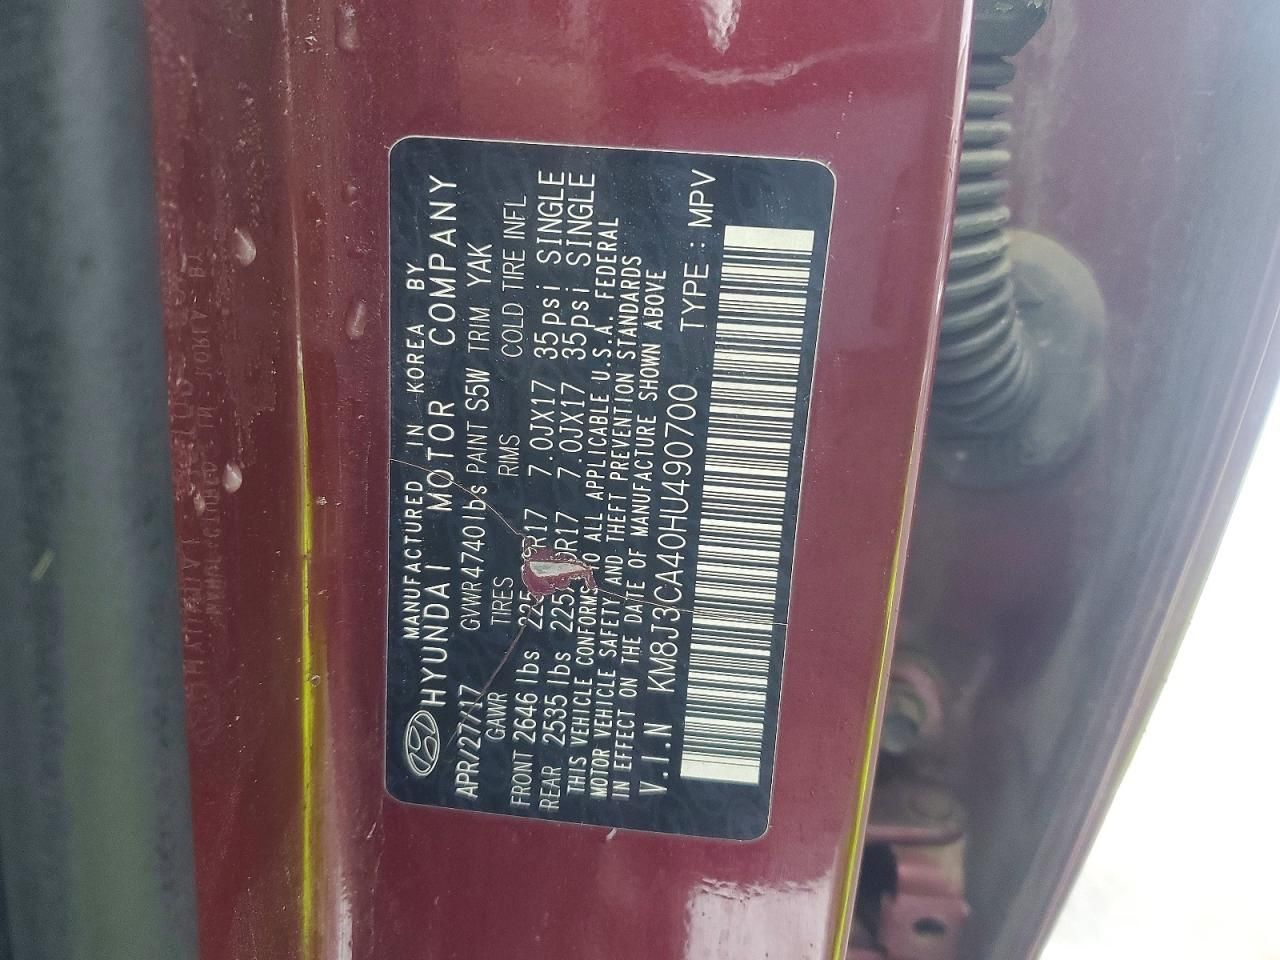 MANUFACTURED IN KOREA BY
HYUNDAI MOTOR COMPANY
APR/27/17 GVWR 4740lbs PAINT S5W TRIM YAK
GAWR TIRES RIMS COLD TIRE INFL
FRONT 2646 lbs 7.0JX17 35psi SINGLE
REAR 2535 lbs 7.0JX17 35psi SINGLE
THIS VEHICLE CONFORMS TO ALL APPLICABLE U.S.A. FEDERAL
MOTOR VEHICLE SAFETY AND THEFT PREVENTION STANDARDS
IN EFFECT ON THE DATE OF MANUFACTURE SHOWN ABOVE
V.I.N KM8J3CA40HU490700 TYPE : MPV